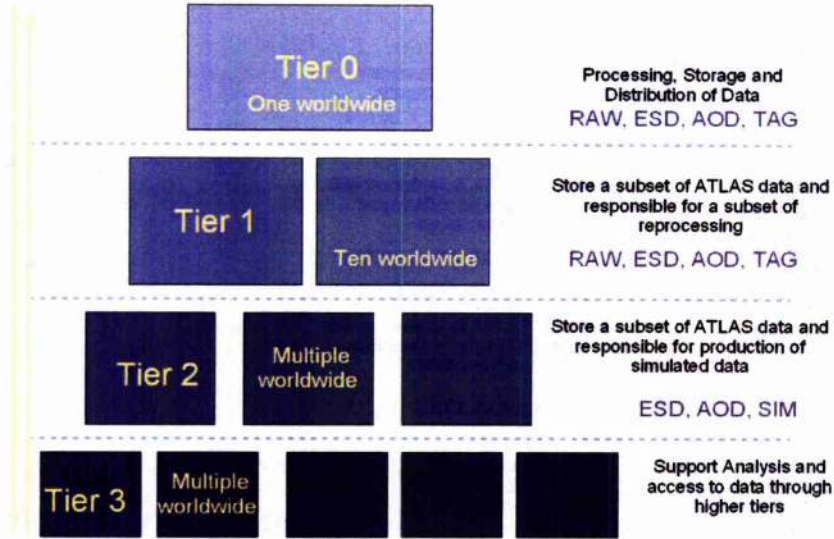 Tier 0
One worldwide
Processing, Storage and
Distribution of Data
RAW, ESD, AOD, TAG
Tier 1
Ten worldwide
Store a subset of ATLAS data and
responsible for a subset of
reprocessing
RAW, ESD, AOD, TAG
Tier 2
Multiple
worldwide
Store a subset of ATLAS data and
responsible for production of
simulated data
ESD, AOD, SIM
Tier 3
Multiple
worldwide
Support Analysis and
access to data through
higher tiers